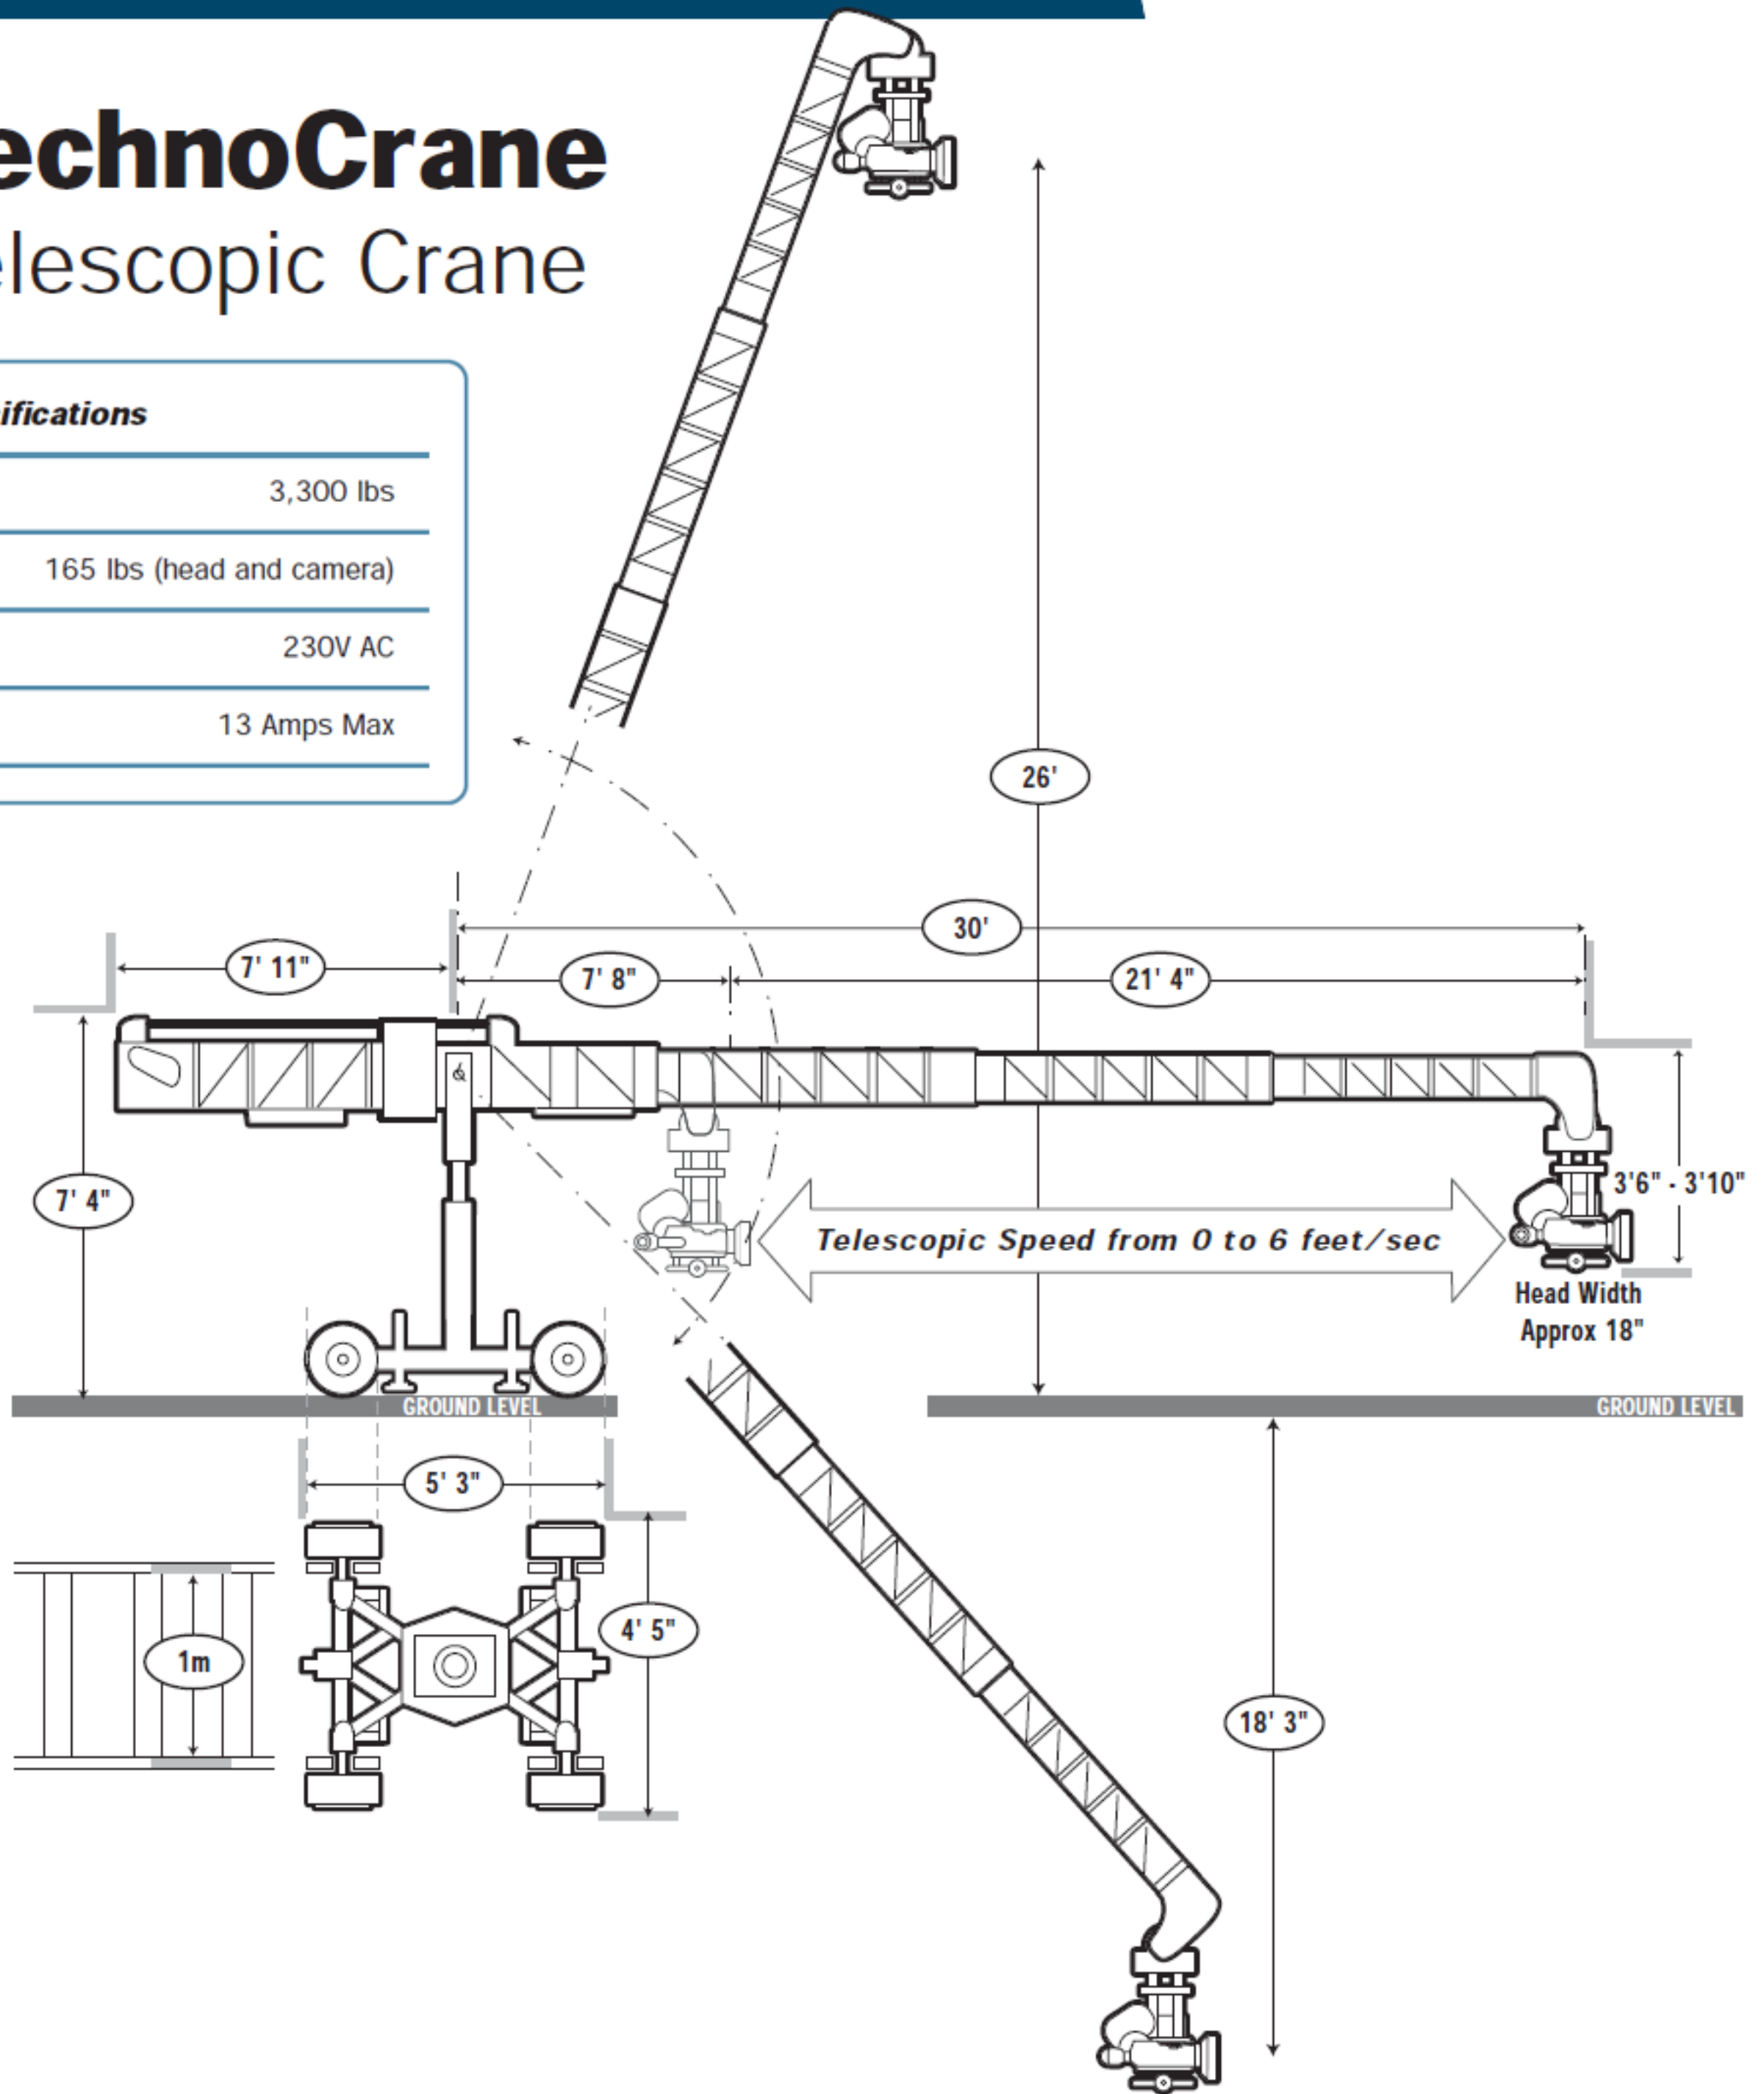 echnoCrane
elescopic Crane
ifications
3,300 lbs
165 lbs (head and camera)
230V AC
13 Amps Max
26'
30'
7' 11"
7' 8"
21' 4"
7' 4"
3'6" - 3'10"
Telescopic Speed from 0 to 6 feet/sec
Head Width
Approx 18"
GROUND LEVEL
GROUND LEVEL
5' 3"
4' 5"
1m
18' 3"